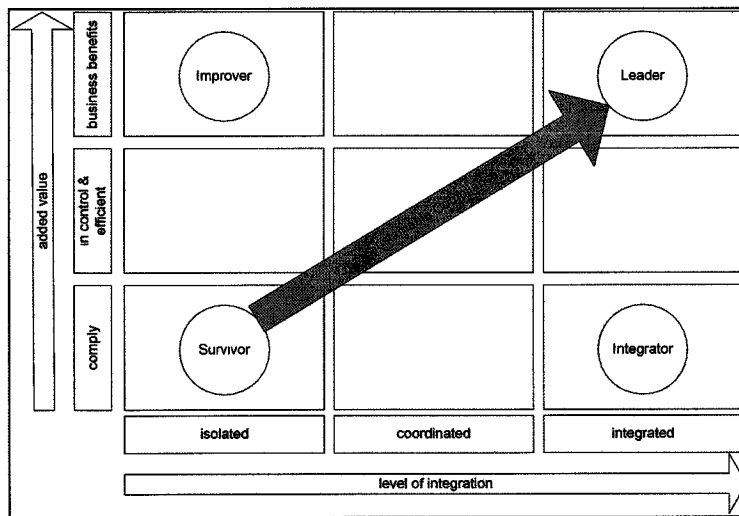 business benefits
Improver
Leader
added value
in control &
efficient
comply
Survivor
Integrator
isolated
coordinated
integrated
level of integration